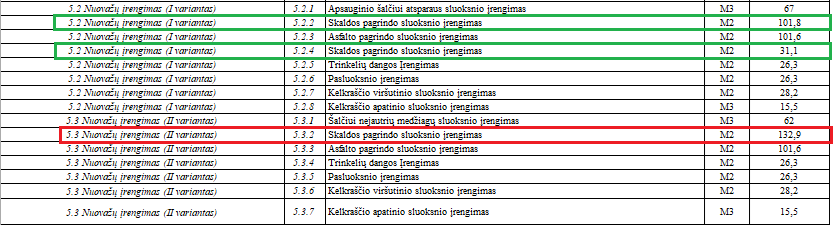 5.2 Nuovažų įrengimas (I variantas) 5.2.1 Apsauginio šalčiui atsparaus sluoksnio įrengimas M3 67
5.2 Nuovažų įrengimas (I variantas) 5.2.2 Skaldos pagrindo sluoksnio įrengimas M2 101,8
5.2 Nuovažų įrengimas (I variantas) 5.2.3 Asfalto pagrindo sluoksnio įrengimas M2 101,6
5.2 Nuovažų įrengimas (I variantas) 5.2.4 Skaldos pagrindo sluoksnio įrengimas M2 31,1
5.2 Nuovažų įrengimas (I variantas) 5.2.5 Trinkelių dangos Įrengimas M2 26,3
5.2 Nuovažų įrengimas (I variantas) 5.2.6 Pasluoksnio įrengimas M2 26,3
5.2 Nuovažų įrengimas (I variantas) 5.2.7 Kelkraščio viršutinio sluoksnio įrengimas M2 28,2
5.2 Nuovažų įrengimas (I variantas) 5.2.8 Kelkraščio apatinio sluoksnio įrengimas M3 15,5
5.3 Nuovažų įrengimas (II variantas) 5.3.1 Šalčiui nejautrių medžiagų sluoksnio įrengimas M3 62
5.3 Nuovažų įrengimas (II variantas) 5.3.2 Skaldos pagrindo sluoksnio įrengimas M2 132,9
5.3 Nuovažų įrengimas (II variantas) 5.3.3 Asfalto pagrindo sluoksnio įrengimas M2 101,6
5.3 Nuovažų įrengimas (II variantas) 5.3.4 Trinkelių dangos Įrengimas M2 26,3
5.3 Nuovažų įrengimas (II variantas) 5.3.5 Pasluoksnio įrengimas M2 26,3
5.3 Nuovažų įrengimas (II variantas) 5.3.6 Kelkraščio viršutinio sluoksnio įrengimas M2 28,2
5.3 Nuovažų įrengimas (II variantas) 5.3.7 Kelkraščio apatinio sluoksnio įrengimas M3 15,5